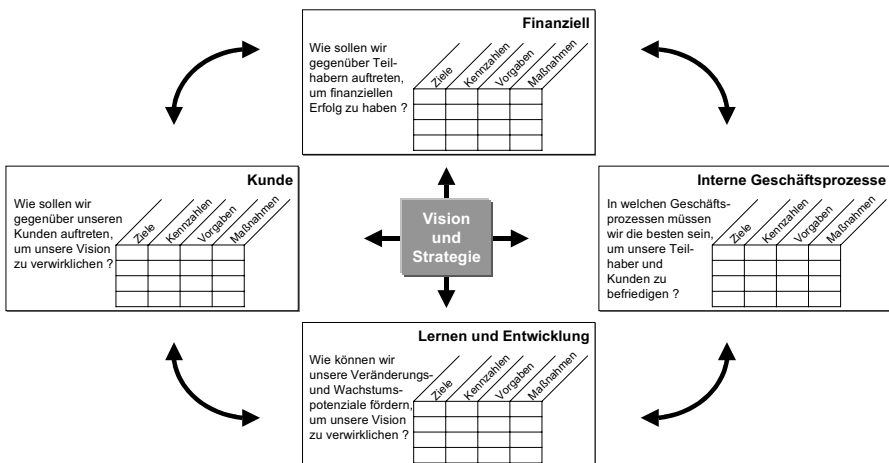 Finanziell
Wie sollen wir
gegenüber Teil-
habern auftreten,
um finanziellen
Erfolg zu haben ?
Ziele
Kennzahlen
Vorgaben
Maßnahmen
Kunde
Wie sollen wir
gegenüber unseren
Kunden auftreten,
um unsere Vision
zu verwirklichen ?
Ziele
Kennzahlen
Vorgaben
Maßnahmen
Vision
und
Strategie
Interne Geschäftsprozesse
In welchen Geschäfts-
prozessen müssen
wir die besten sein,
um unsere Teil-
haber und
Kunden zu
befriedigen ?
Ziele
Kennzahlen
Vorgaben
Maßnahmen
Lernen und Entwicklung
Wie können wir
unsere Veränderungs-
und Wachstums-
potenziale fördern,
um unsere Vision
zu verwirklichen ?
Ziele
Kennzahlen
Vorgaben
Maßnahmen